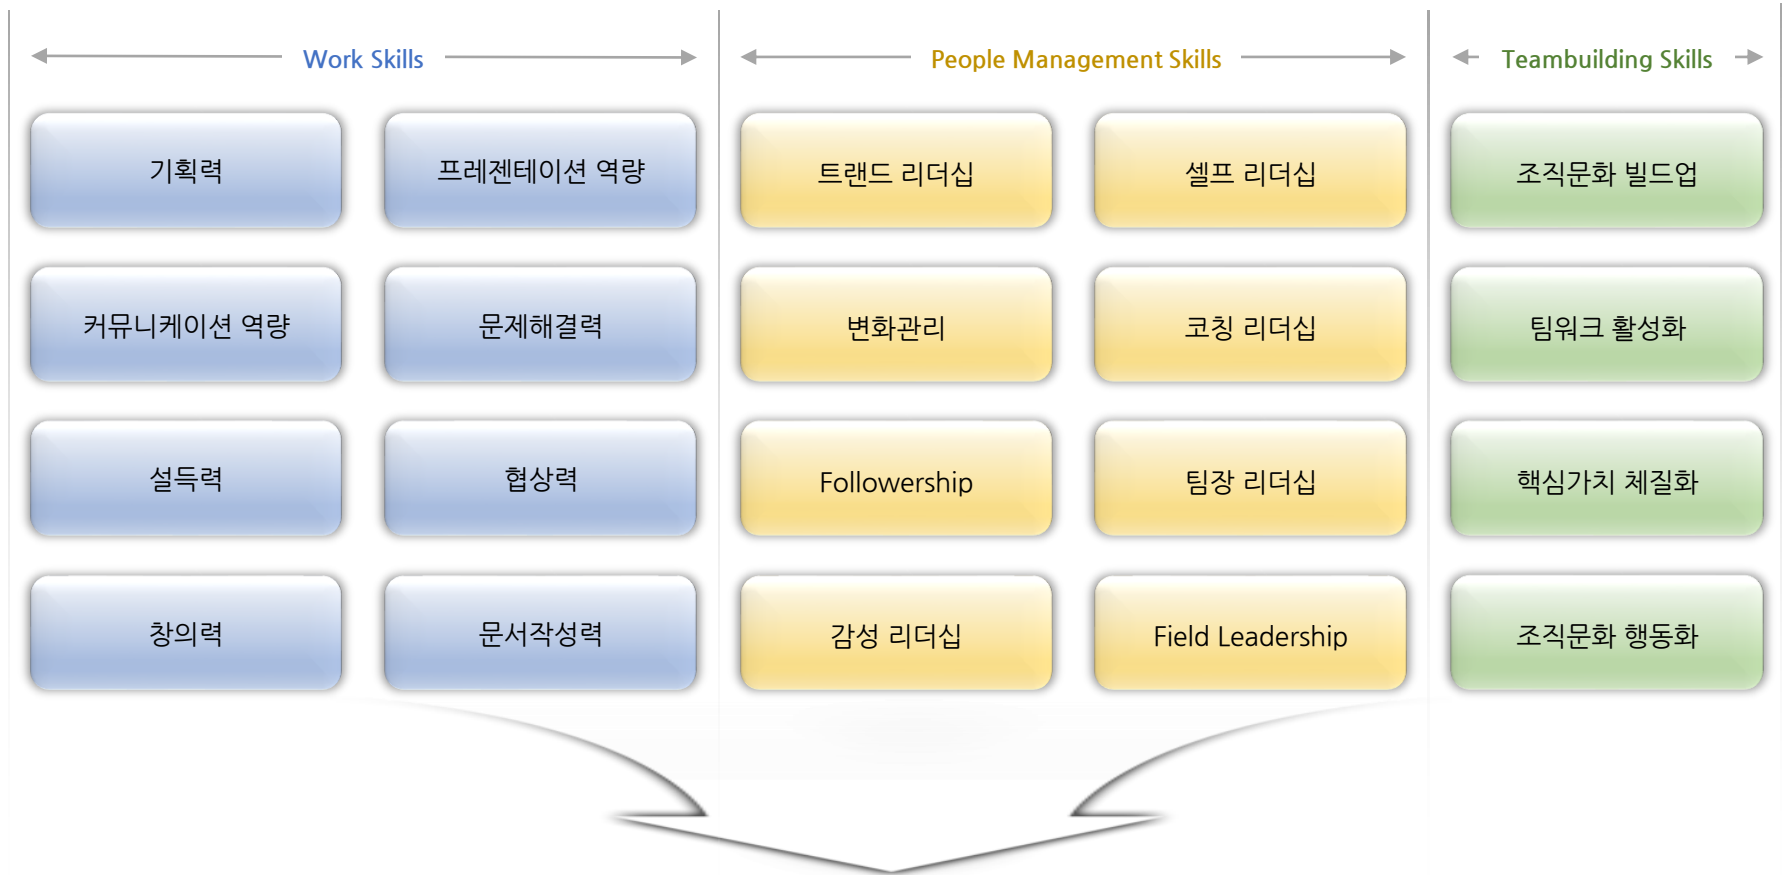 Work Skills
People Management Skills
Teambuilding Skills
기획력
프레젠테이션 역량
트랜드 리더십
셀프 리더십
조직문화 빌드업
커뮤니케이션 역량
문제해결력
변화관리
코칭 리더십
팀워크 활성화
설득력
협상력
Followership
팀장 리더십
핵심가치 체질화
창의력
문서작성력
감성 리더십
Field Leadership
조직문화 행동화